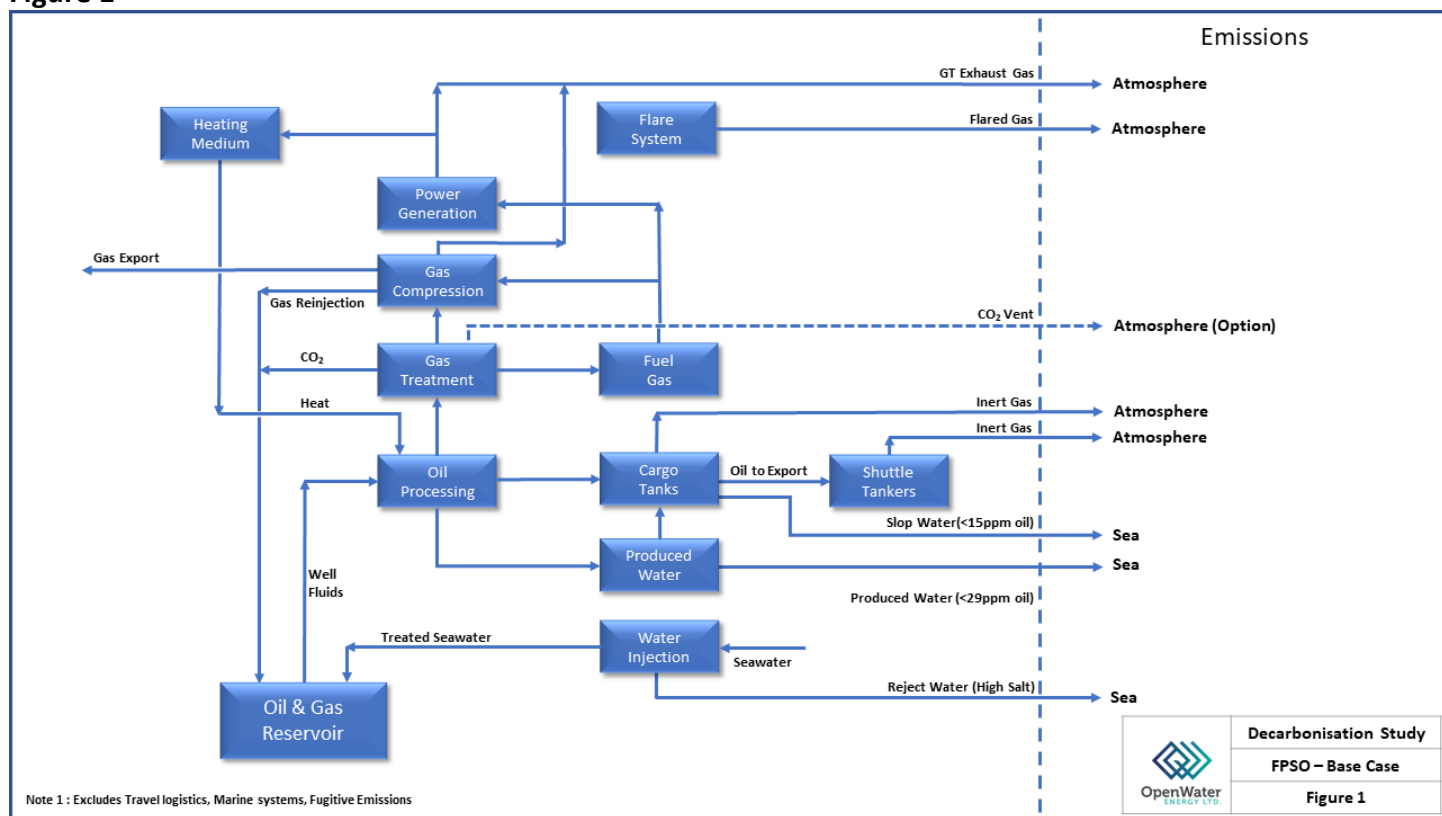 Emissions
GT Exhaust Gas
Atmosphere
Heating
Medium
Flare
System
Flared Gas
Atmosphere
Power
Generation
Gas Export
Gas
Compression
Gas Reinjection
CO₂ Vent
Atmosphere (Option)
CO₂
Gas
Treatment
Fuel
Gas
Heat
Inert Gas
Atmosphere
Inert Gas
Atmosphere
Oil
Processing
Cargo
Tanks
Oil to Export
Shuttle
Tankers
Slop Water(<15ppm oil)
Sea
Well
Fluids
Produced
Water
Sea
Produced Water (<29ppm oil)
Treated Seawater
Water
Injection
Seawater
Reject Water (High Salt)
Sea
Oil & Gas
Reservoir
Note 1 : Excludes Travel logistics, Marine systems, Fugitive Emissions
OpenWater
ENERGY LTD.
Decarbonisation Study
FPSO – Base Case
Figure 1